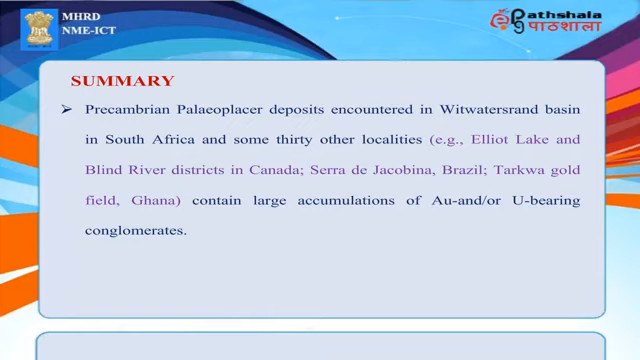 MHRD
NME-ICT
ePathshala
पाठशाला
SUMMARY
➢ Precambrian Palaeoplacer deposits encountered in Witwatersrand basin
in South Africa and some thirty other localities (e.g., Elliot Lake and
Blind River districts in Canada; Serra de Jacobina, Brazil; Tarkwa gold
field, Ghana) contain large accumulations of Au-and/or U-bearing
conglomerates.